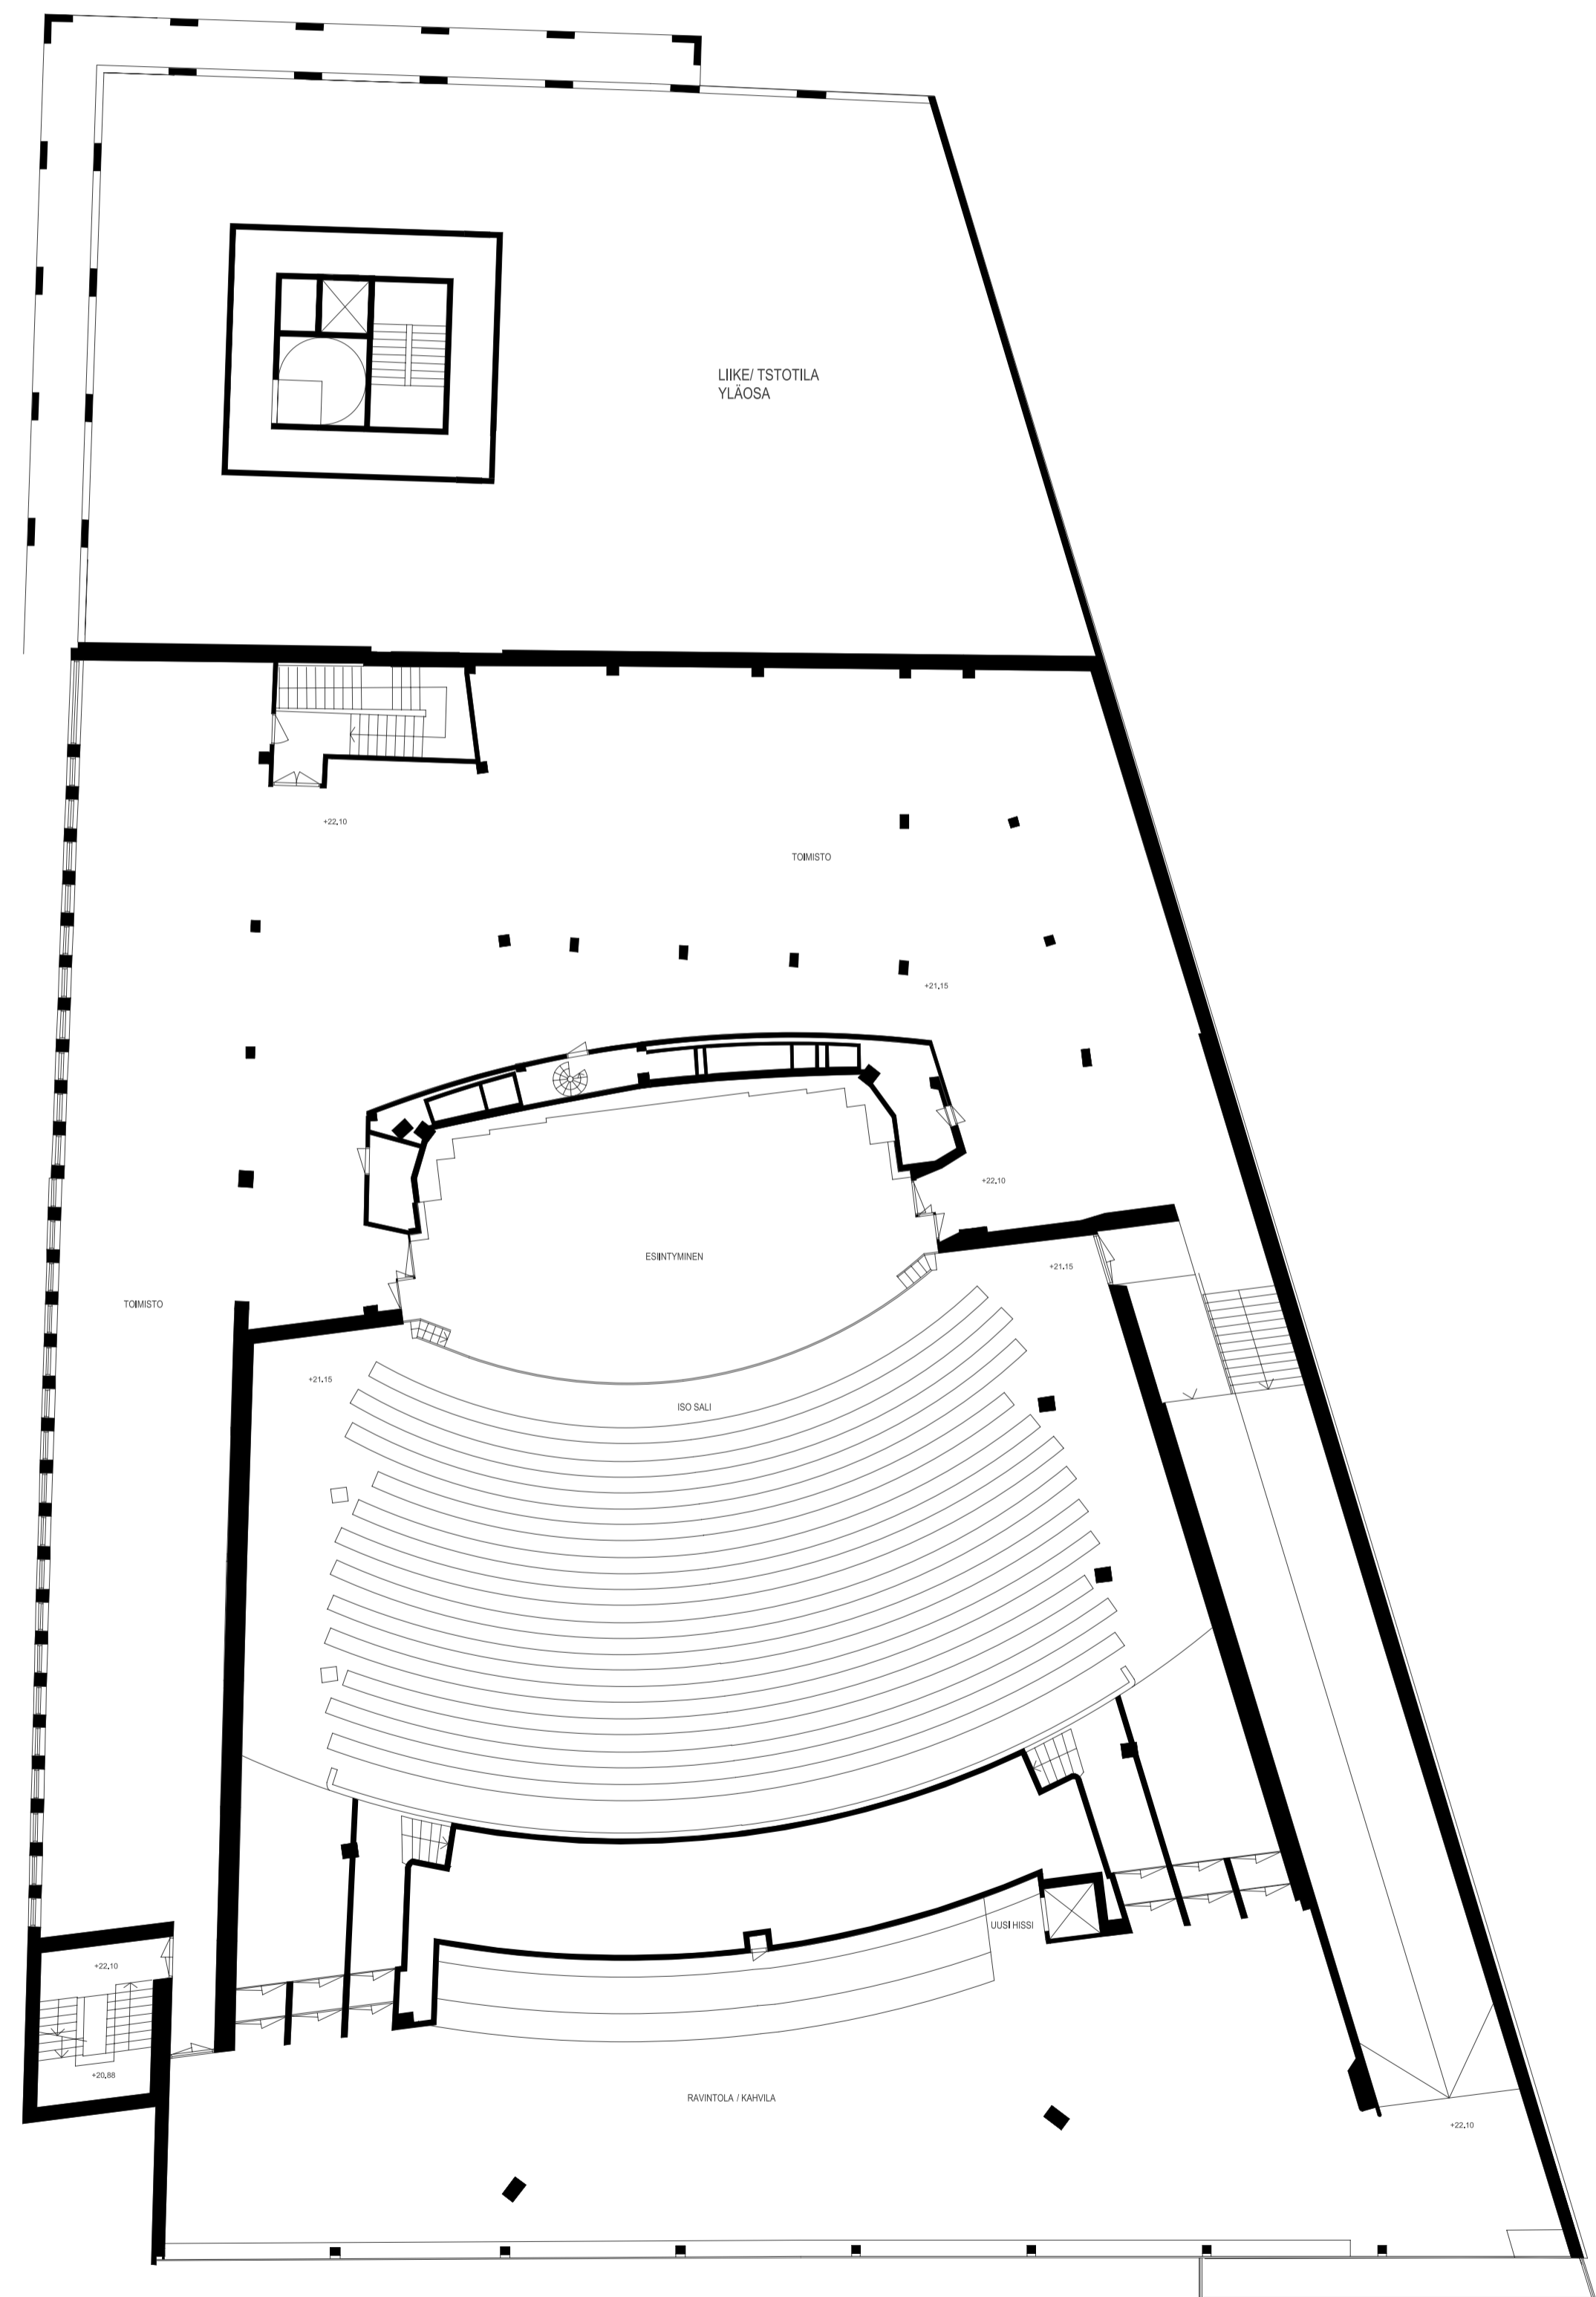 LIIKE/ TSTOTILA
YLÄOSA
+22,10
TOIMISTO
+21,15
+22,10
ESIINTYMINEN
+21,15
TOIMISTO
+21,15
ISO SALI
UUSI HISSI
+22,10
+20,88
RAVINTOLA / KAHVILA
+22,10